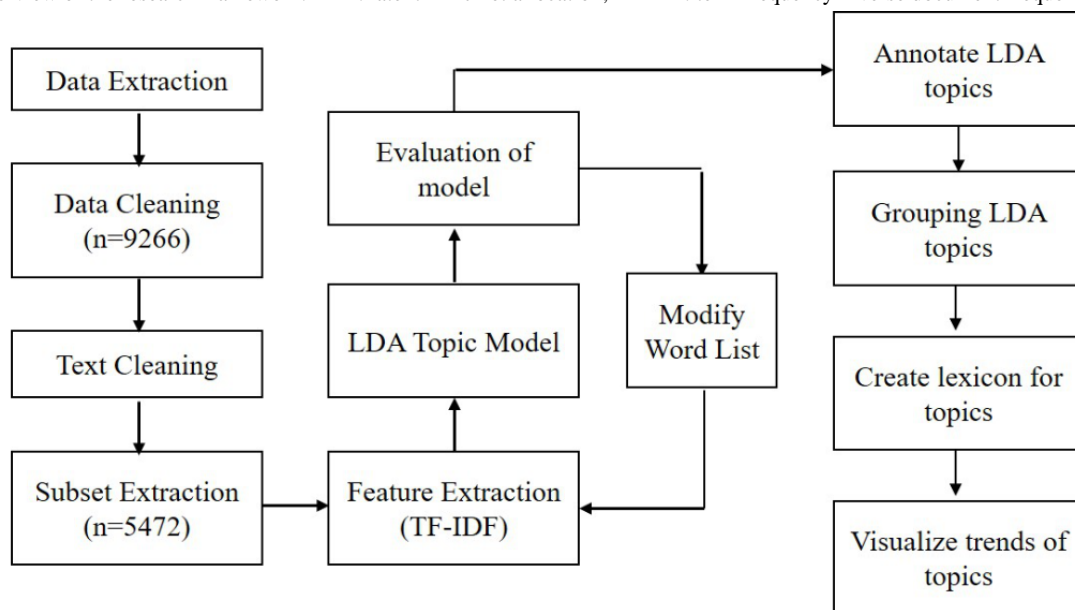 Data Extraction
Data Cleaning
(n=9266)
Text Cleaning
Subset Extraction
(n=5472)
Evaluation of
model
LDA Topic Model
Feature Extraction
(TF-IDF)
Modify
Word List
Annotate LDA
topics
Grouping LDA
topics
Create lexicon for
topics
Visualize trends of
topics